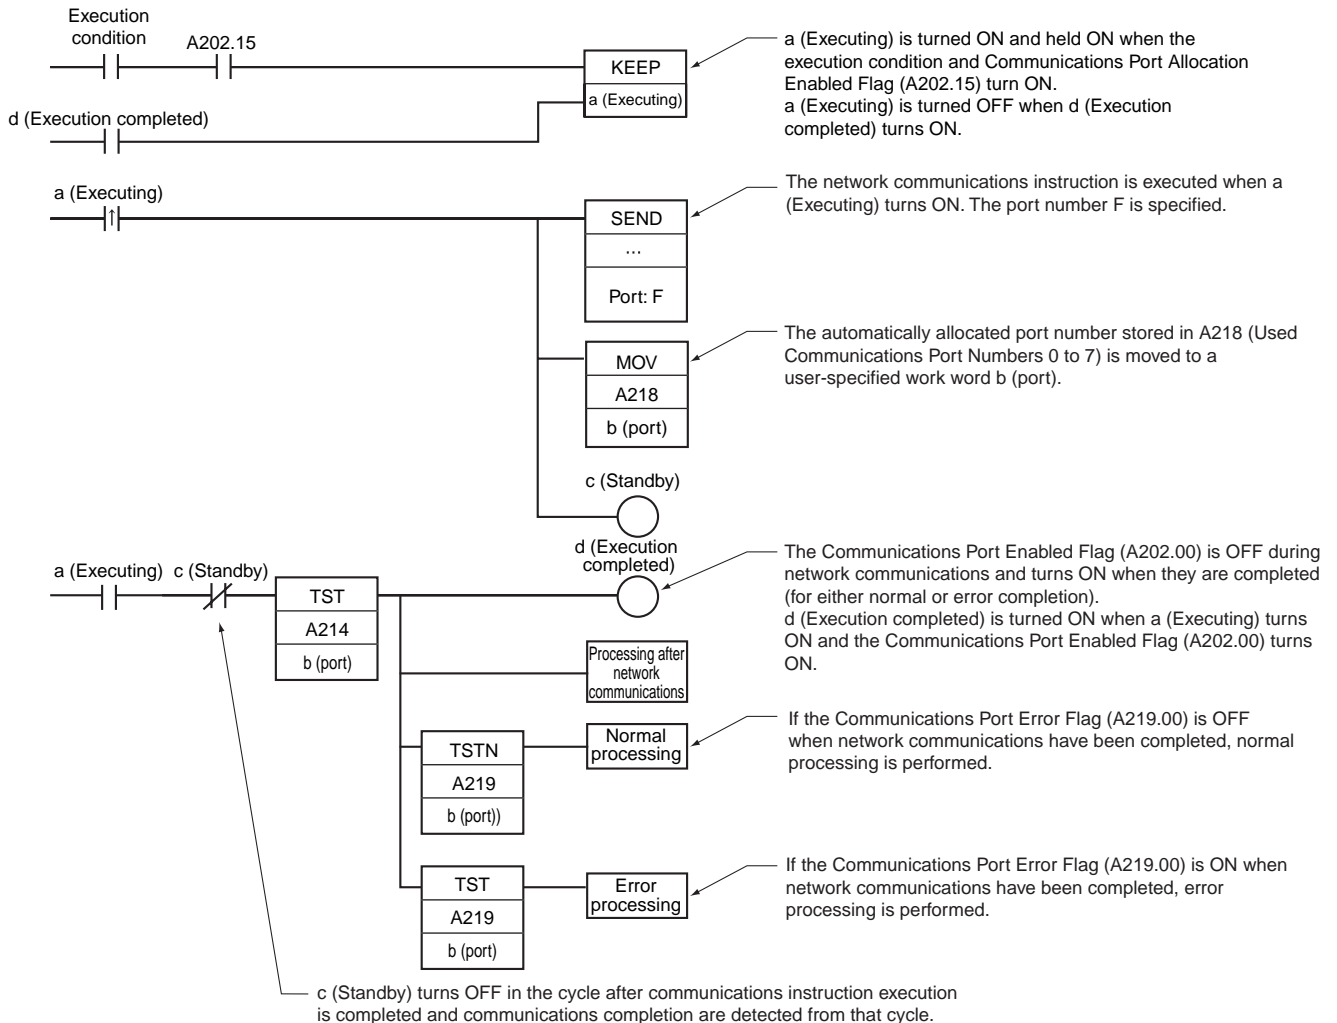 Execution
condition
A202.15
KEEP
a (Executing)
a (Executing) is turned ON and held ON when the
execution condition and Communications Port Allocation
Enabled Flag (A202.15) turn ON.
a (Executing) is turned OFF when d (Execution
completed) turns ON.
d (Execution completed)
a (Executing)
↑
SEND
...
Port: F
The network communications instruction is executed when a
(Executing) turns ON. The port number F is specified.
MOV
A218
b (port)
The automatically allocated port number stored in A218 (Used
Communications Port Numbers 0 to 7) is moved to a
user-specified work word b (port).
c (Standby)
d (Execution
completed)
a (Executing)
c (Standby)
TST
A214
b (port)
The Communications Port Enabled Flag (A202.00) is OFF during
network communications and turns ON when they are completed
(for either normal or error completion).
d (Execution completed) is turned ON when a (Executing) turns
ON and the Communications Port Enabled Flag (A202.00) turns
ON.
Processing after
network
communications
TSTN
A219
b (port))
Normal
processing
If the Communications Port Error Flag (A219.00) is OFF
when network communications have been completed, normal
processing is performed.
TST
A219
b (port)
Error
processing
If the Communications Port Error Flag (A219.00) is ON when
network communications have been completed, error
processing is performed.
c (Standby) turns OFF in the cycle after communications instruction execution
is completed and communications completion are detected from that cycle.